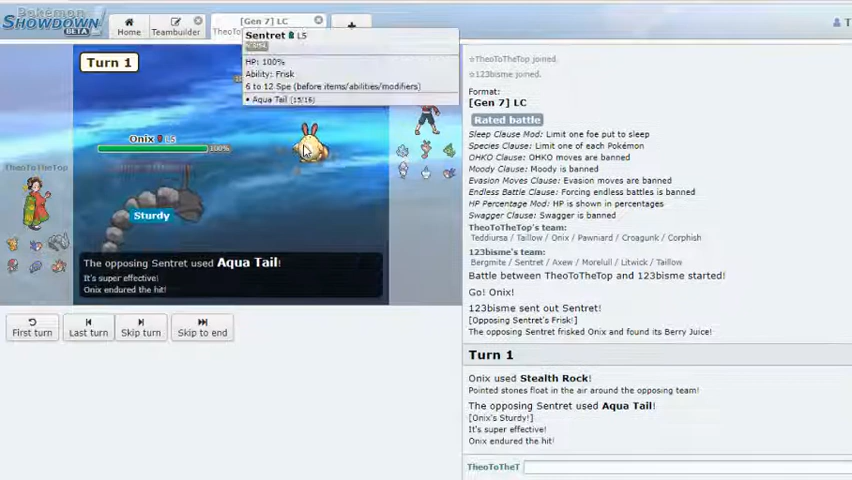 Pokémon
SHOWDOWN!
BETA
Home
Teambuilder
[Gen 7] LC
Sentret L5
HP: 100%
Ability: Frisk
6 to 12 Spe (before items/abilities/modifiers)
• Aqua Tail (15/16)
Turn 1
Onix L5
100%
TheoToTheTop
Sturdy
The opposing Sentret used Aqua Tail!
It's super effective!
Onix endured the hit!
First turn
Last turn
Skip turn
Skip to end
☆TheoToTheTop joined.
☆123bisme joined.
Format:
[Gen 7] LC
Rated battle
Sleep Clause Mod: Limit one foe put to sleep
Species Clause: Limit one of each Pokémon
OHKO Clause: OHKO moves are banned
Moody Clause: Moody is banned
Evasion Moves Clause: Evasion moves are banned
Endless Battle Clause: Forcing endless battles is banned
HP Percentage Mod: HP is shown in percentages
Swagger Clause: Swagger is banned
TheoToTheTop's team:
Teddiursa / Taillow / Onix / Pawniard / Croagunk / Corphish
123bisme's team:
Bergmite / Sentret / Axew / Morelull / Litwick / Taillow
Battle between TheoToTheTop and 123bisme started!
Go! Onix!
123bisme sent out Sentret!
[Opposing Sentret's Frisk!]
The opposing Sentret frisked Onix and found its Berry Juice!
Turn 1
Onix used Stealth Rock!
Pointed stones float in the air around the opposing team!
The opposing Sentret used Aqua Tail!
[Onix's Sturdy!]
It's super effective!
Onix endured the hit!
TheoToTheT